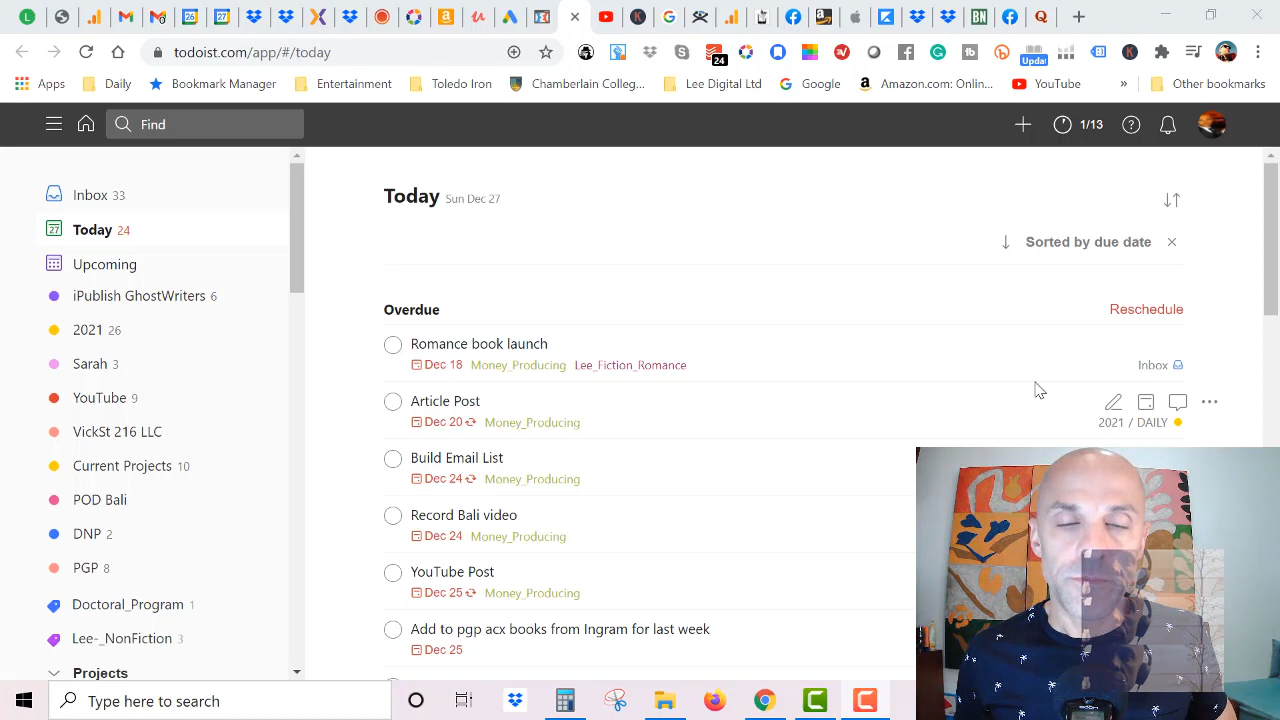 todoist.com/app/#/today
24
Updat
Apps
Daily
Bookmark Manager
Entertainment
Toledo Iron
Chamberlain Colleg...
Lee Digital Ltd
Google
Amazon.com: Onlin...
YouTube
»
Other bookmarks
Find
1/13
Inbox 33
Today 24
Upcoming
iPublish GhostWriters 6
2021 26
Sarah 3
YouTube 9
VickSt 216 LLC
Current Projects 10
POD Bali
DNP 2
PGP 8
Doctoral_Program 1
Lee-_NonFiction 3
Projects
Today Sun Dec 27
Sorted by due date
Overdue
Reschedule
Romance book launch
Dec 18 Money_Producing Lee_Fiction_Romance
Inbox
Article Post
Dec 20 Money_Producing
2021 / DAILY
Build Email List
Dec 24 Money_Producing
Record Bali video
Dec 24 Money_Producing
YouTube Post
Dec 25 Money_Producing
Add to pgp acx books from Ingram for last week
Dec 25
Type here to search